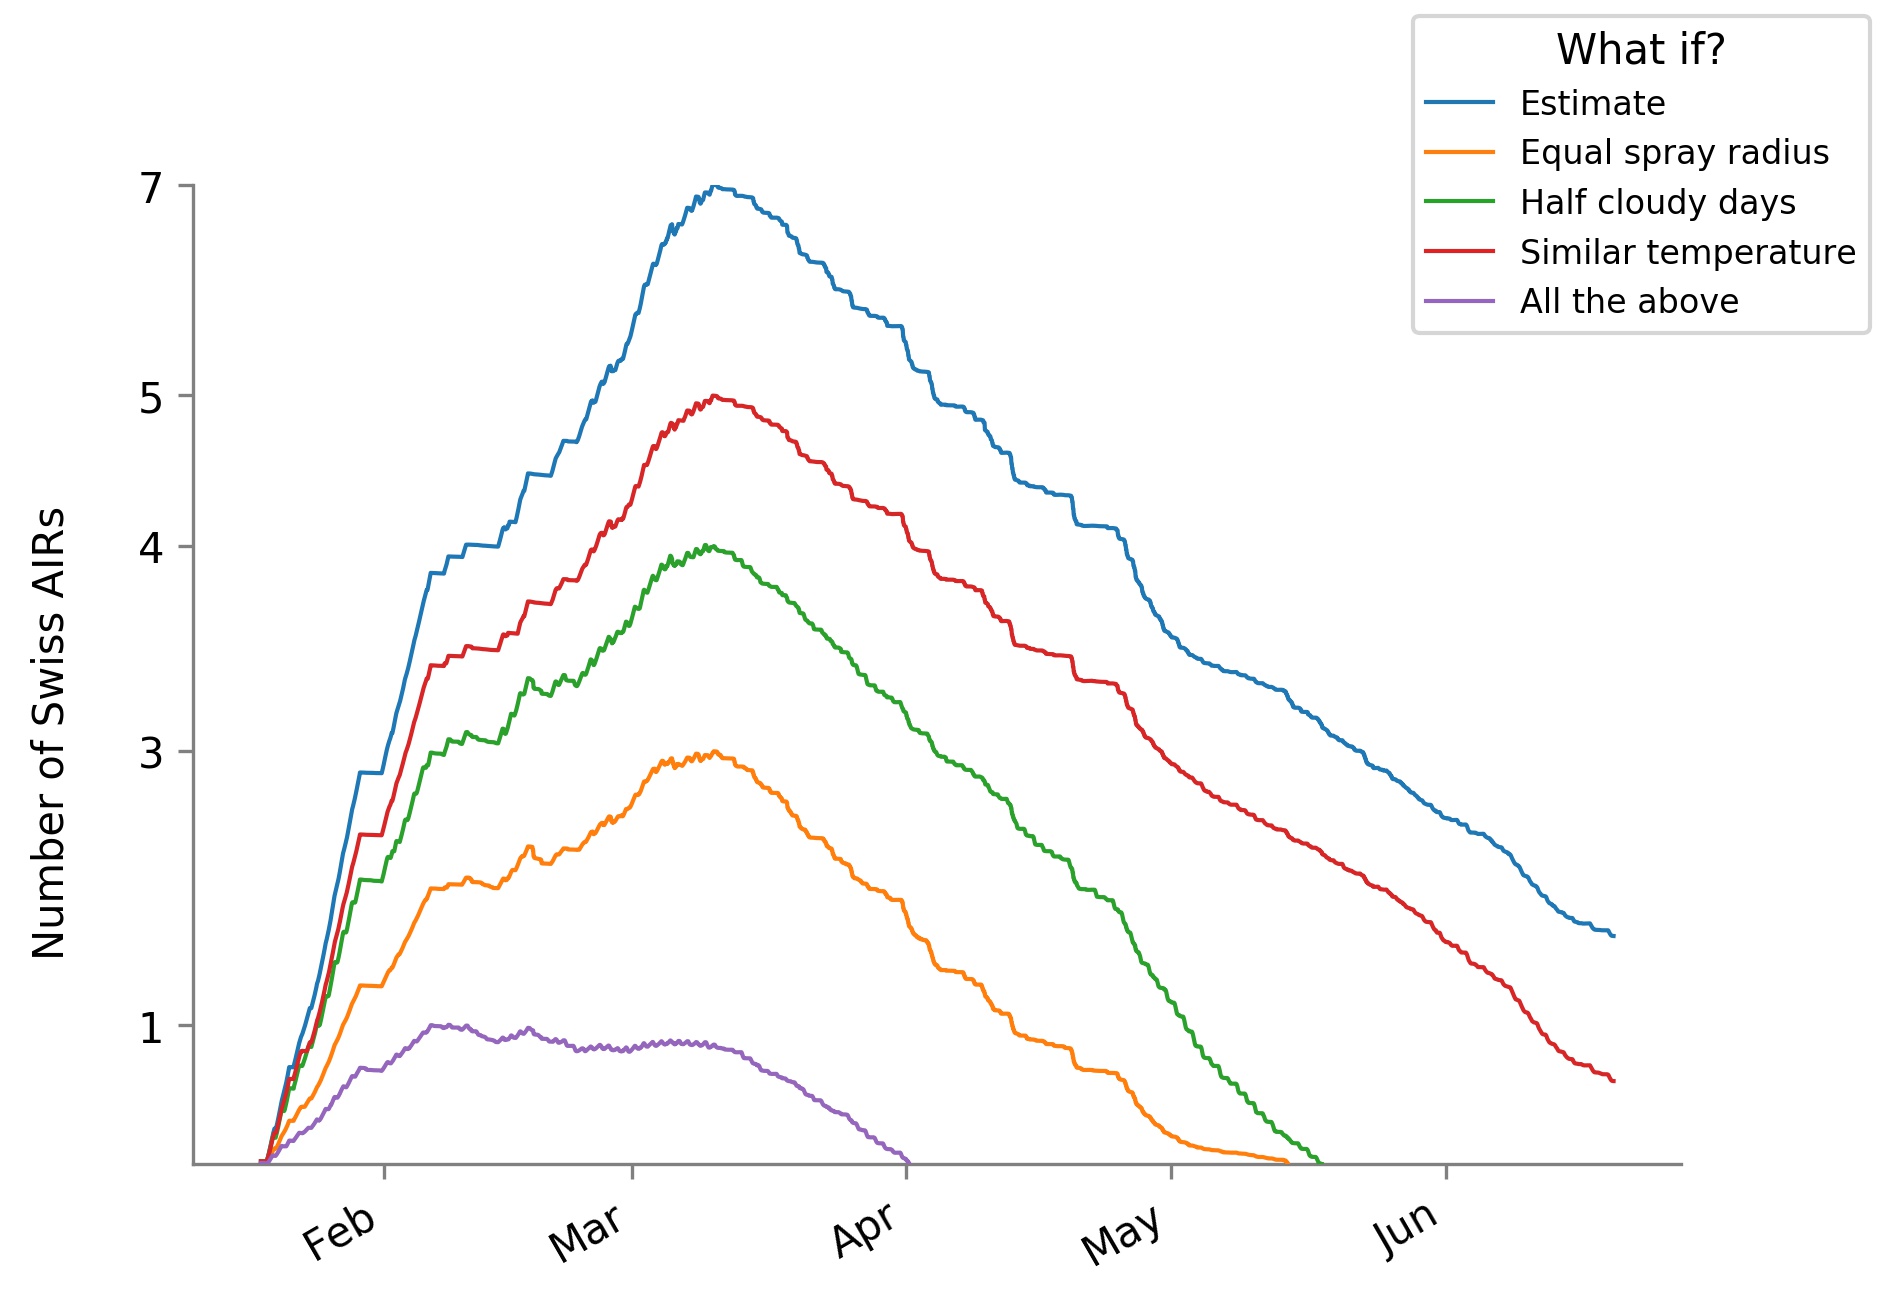 What if?
Estimate
Equal spray radius
Half cloudy days
Similar temperature
All the above
7
5
4
3
1
Number of Swiss AIRs
Feb
Mar
Apr
May
Jun